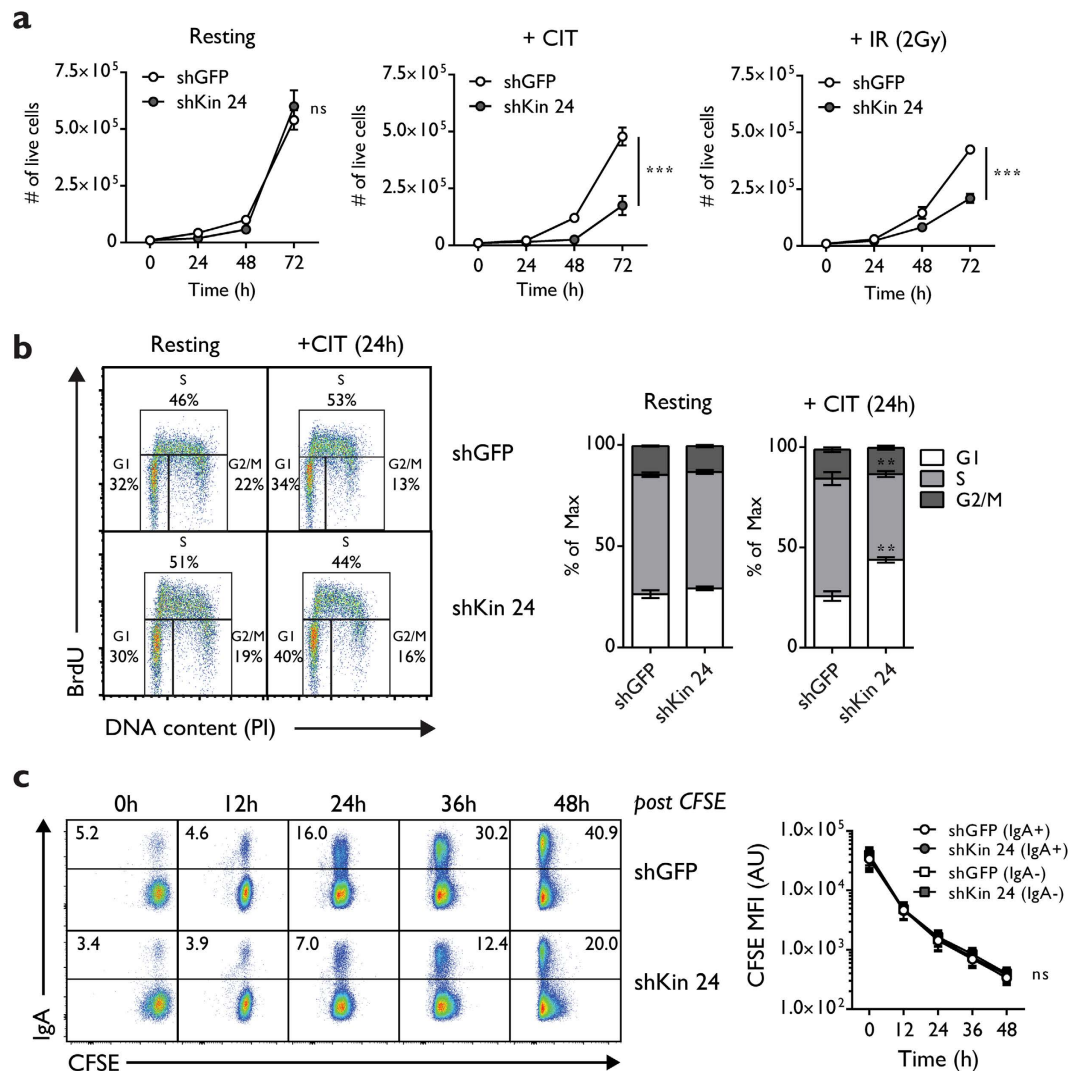 a
Resting
+ CIT
+ IR (2Gy)
# of live cells
7.5×10⁵
5.0×10⁵
2.5×10⁵
0
shGFP
shKin 24
ns
0 24 48 72
Time (h)
# of live cells
7.5×10⁵
5.0×10⁵
2.5×10⁵
0
shGFP
shKin 24
***
0 24 48 72
Time (h)
# of live cells
7.5×10⁵
5.0×10⁵
2.5×10⁵
0
shGFP
shKin 24
***
0 24 48 72
Time (h)
b
Resting +CIT (24h)
S
46%
G1
32%
G2/M
22%
S
53%
G1
34%
G2/M
13%
shGFP
S
51%
G1
30%
G2/M
19%
S
44%
G1
40%
G2/M
16%
shKin 24
BrdU
DNA content (PI)
Resting
% of Max
100
50
0
shGFP
shKin 24
+ CIT (24h)
% of Max
100
50
0
**
**
shGFP
shKin 24
G1
S
G2/M
c
0h 12h 24h 36h 48h post CFSE
5.2 4.6 16.0 30.2 40.9
shGFP
3.4 3.9 7.0 12.4 20.0
shKin 24
IgA
CFSE
CFSE MFI (AU)
1.0×10⁵
1.0×10⁴
1.0×10³
1.0×10²
shGFP (IgA+)
shKin 24 (IgA+)
shGFP (IgA-)
shKin 24 (IgA-)
ns
0 12 24 36 48
Time (h)